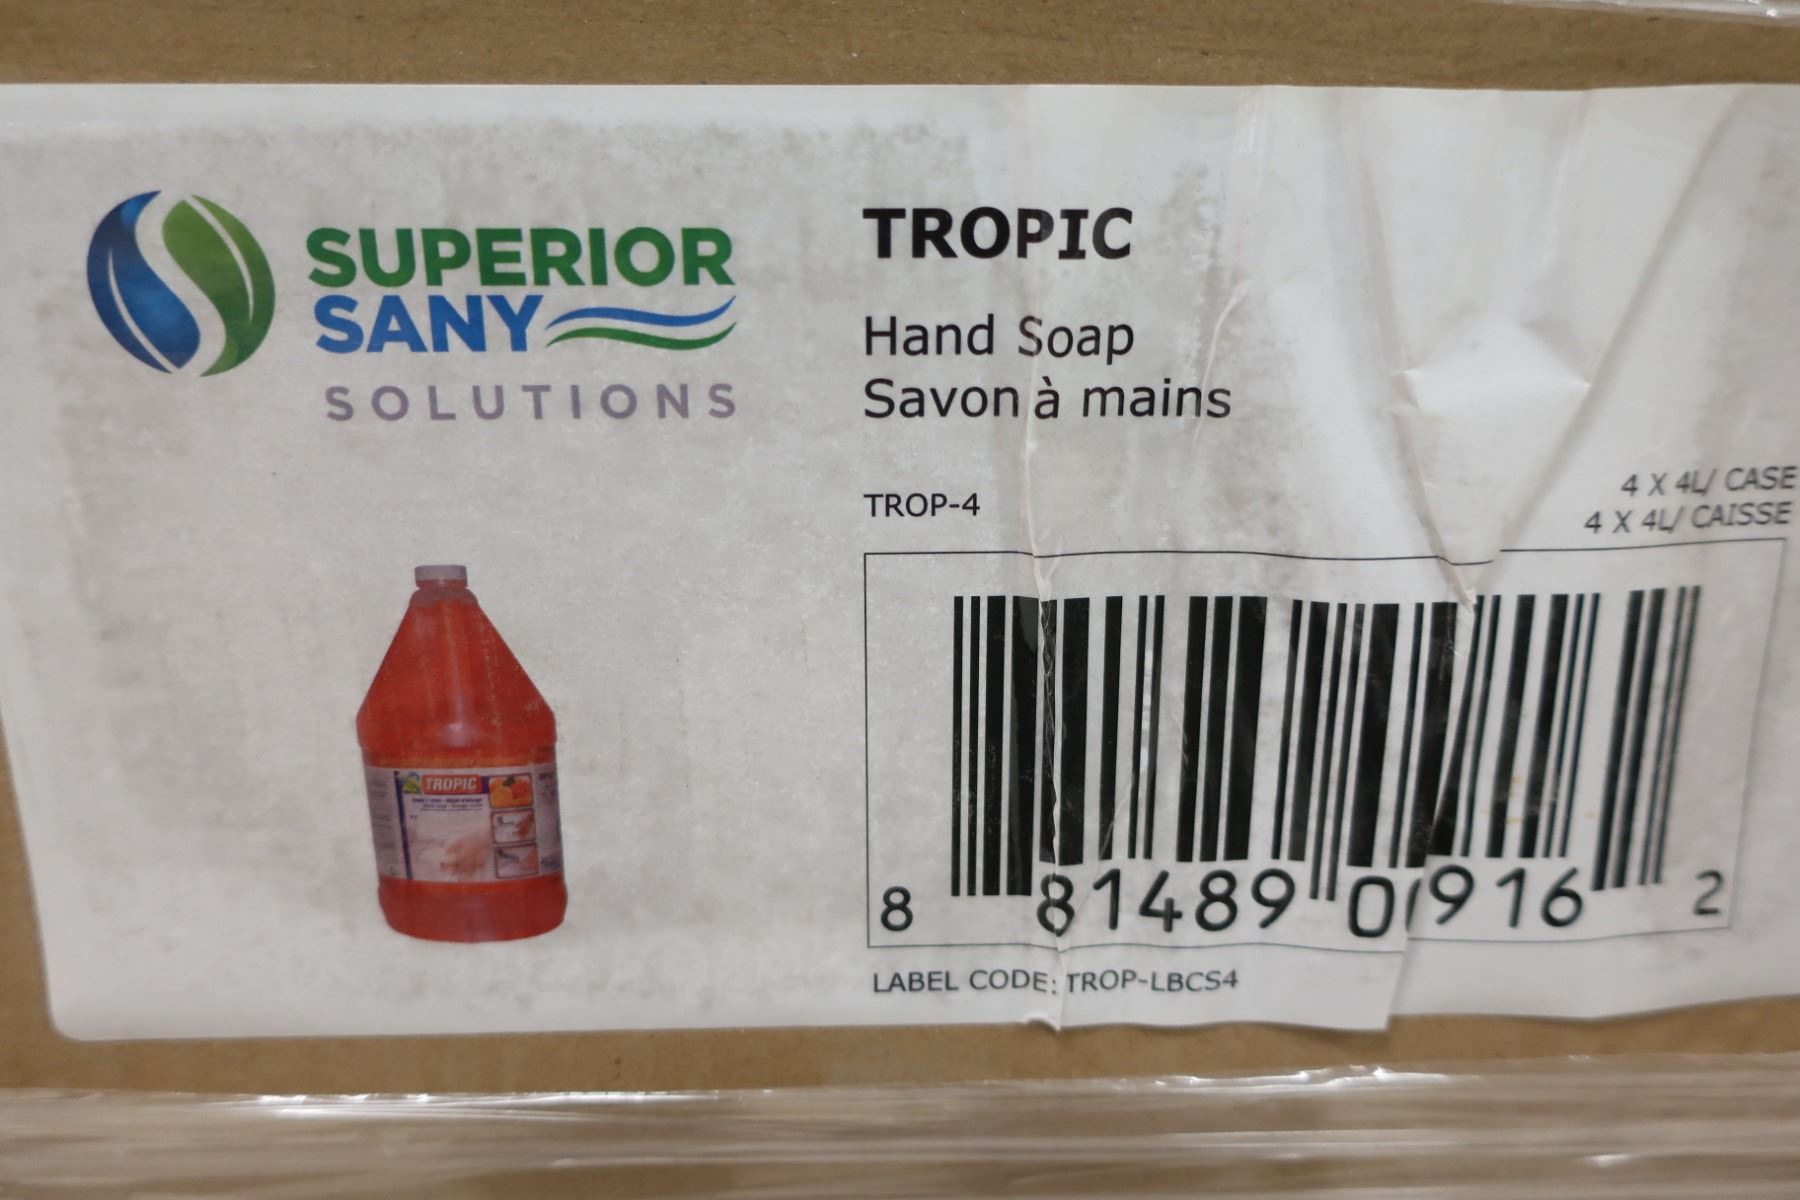 SUPERIOR
SANY
SOLUTIONS
TROPIC
Hand Soap
Savon à mains
TROP-4
4 X 4L/ CASE
4 X 4L/ CAISSE
TROPIC
8 81489 0916 2
LABEL CODE: TROP-LBCS4